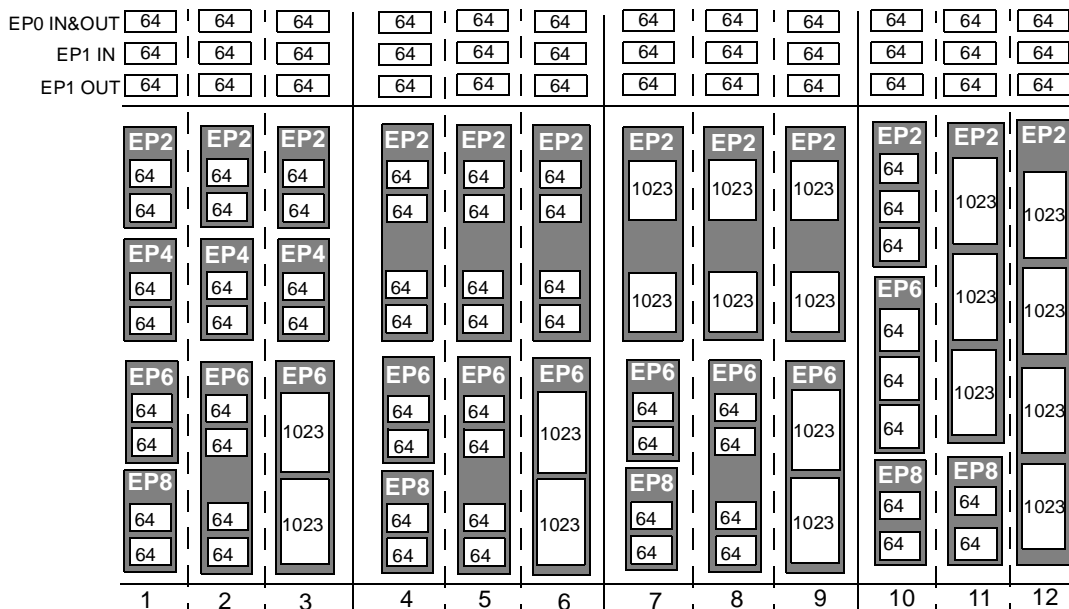 EP0 IN&OUT 64 64 64 64 64 64 64 64 64 64 64 64
EP1 IN 64 64 64 64 64 64 64 64 64 64 64 64
EP1 OUT 64 64 64 64 64 64 64 64 64 64 64 64
EP2 EP2 EP2 EP2 EP2 EP2 EP2 EP2 EP2 EP2 EP2 EP2
64 64 64 64 64 64 1023 1023 1023 64
64 64 64 64 64 64 64 1023 1023
EP4 EP4 EP4 64
64 64 64 64 64 64 1023 1023 1023 EP6 1023 1023
64 64 64 64 64 64 64
EP6 EP6 EP6 EP6 EP6 EP6 EP6 EP6 EP6 64 1023
64 64 1023 64 64 1023 64 64 1023 64 1023
64 64 64 64 64 64
EP8 EP8 EP8 EP8 EP8
64 64 1023 64 64 1023 64 64 1023 64 64 1023
64 64 64 64 64 64 64 64
1 2 3 4 5 6 7 8 9 10 11 12